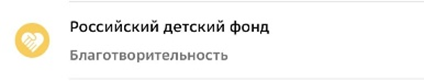 Российский детский фонд
Благотворительность